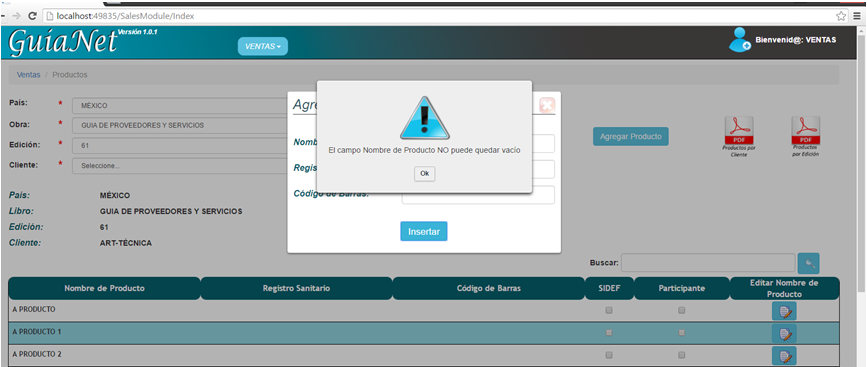 localhost:49835/SalesModule/Index
GuíaNet Versión 1.0.1
VENTAS
Bienvenid@: VENTAS
Ventas / Productos
País: * MÉXICO
Obra: * GUIA DE PROVEEDORES Y SERVICIOS
Edición: * 61
Cliente: * Seleccione...
Agre
Nomb
Regis
Código de Barras:
Insertar
El campo Nombre de Producto NO puede quedar vacío
Ok
Agregar Producto
PDF
Productos por
Cliente
PDF
Productos
por Edición
País: MÉXICO
Libro: GUIA DE PROVEEDORES Y SERVICIOS
Edición: 61
Cliente: ART-TÉCNICA
Buscar:
Nombre de Producto Registro Sanitario Código de Barras SIDEF Participante Editar Nombre de
Producto
A PRODUCTO
A PRODUCTO 1
A PRODUCTO 2